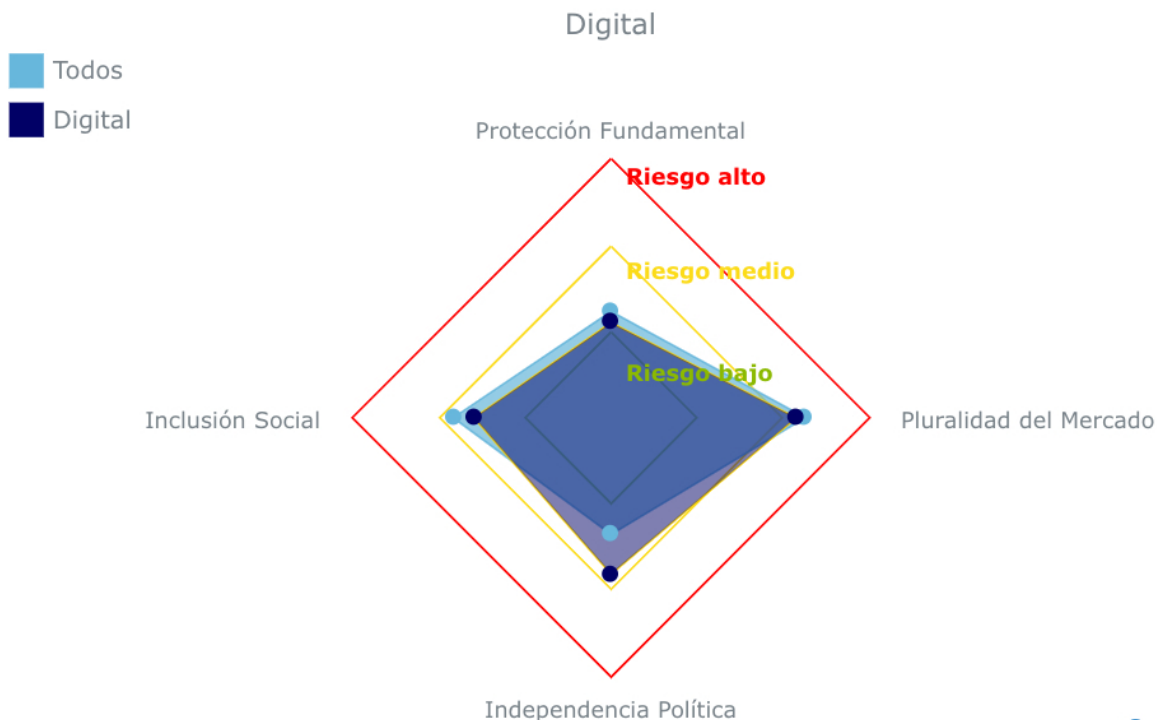 Digital
Todos
Digital
Protección Fundamental
Riesgo alto
Riesgo medio
Riesgo bajo
Inclusión Social
Pluralidad del Mercado
Independencia Política